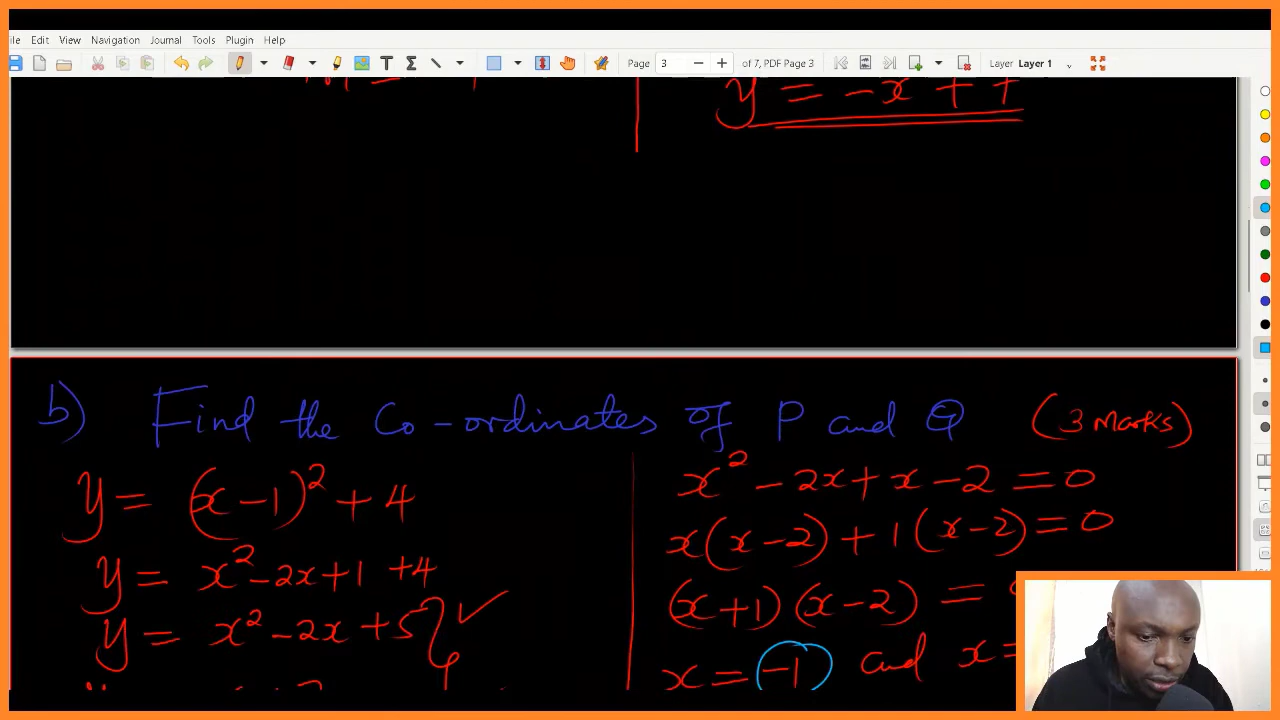 ile Edit View Navigation Journal Tools Plugin Help
Page 3 of 7, PDF Page 3 Layer Layer 1
b) Find the Co-ordinates of P and Q (3 marks)
y = (x-1)² + 4
y = x² - 2x + 1 + 4
y = x² - 2x + 5
x² - 2x + x - 2 = 0
x(x-2) + 1(x-2) = 0
(x+1)(x-2) =
x = -1 and x =